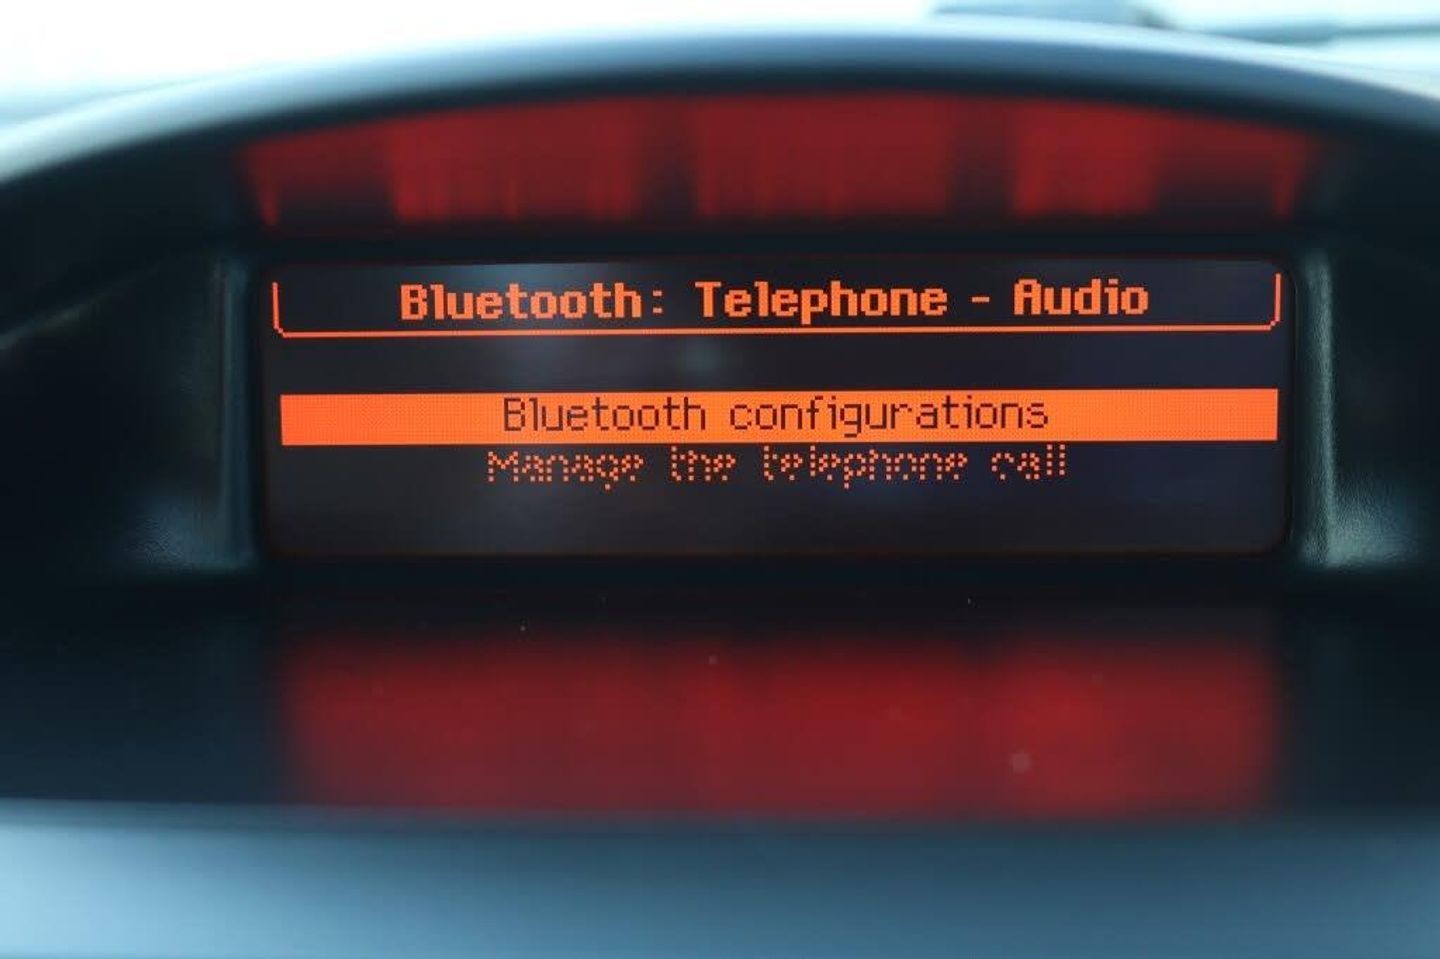 Bluetooth: Telephone - Audio
Bluetooth configurations
Manage the telephone call